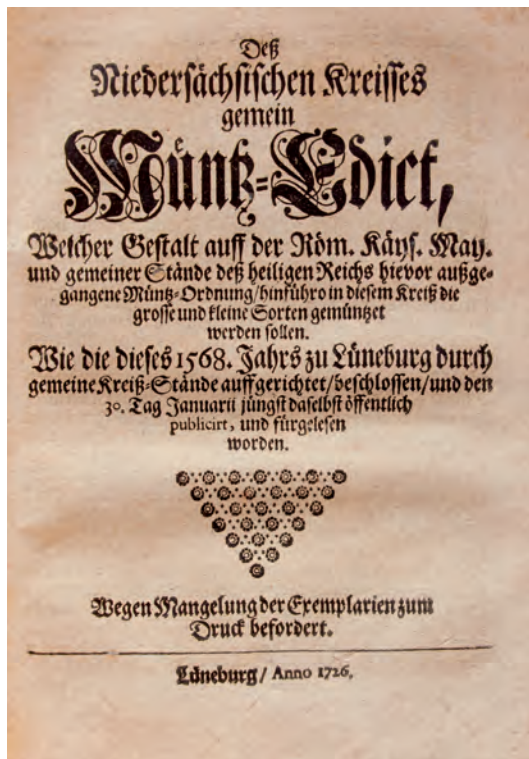 Deß
Niedersächsischen Kreisses
gemein
Müntz-Edict,
Welcher Gestalt auff der Röm. Käys. May.
und gemeiner Stände deß heiligen Reichs hievor außge-
gangene Müntz-Ordnung/hinführo in diesem Kreiß die
grosse und kleine Sorten gemüntzet
werden sollen.
Wie die dieses 1568. Jahrs zu Lüneburg durch
gemeine Kreiß-Stände auffgerichtet/beschlossen/und den
30. Tag Januarii jüngst daselbst öffentlich
publicirt, und fürgelesen
worden.
Wegen Mangelung der Exemplarien zum
Druck befordert.
Lüneburg/ Anno 1726.